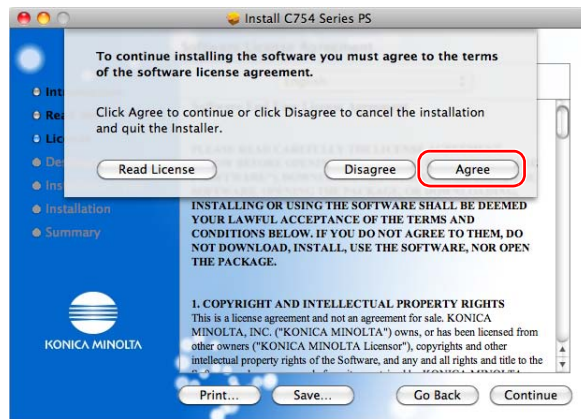 Install C754 Series PS
To continue installing the software you must agree to the terms
of the software license agreement.
Click Agree to continue or click Disagree to cancel the installation
and quit the Installer.
Read License
Disagree
Agree
Int
Rea
Lic
De
Ins
Installation
Summary
INSTALLING OR USING THE SOFTWARE SHALL BE DEEMED
YOUR LAWFUL ACCEPTANCE OF THE TERMS AND
CONDITIONS BELOW. IF YOU DO NOT AGREE TO THEM, DO
NOT DOWNLOAD, INSTALL, USE THE SOFTWARE, NOR OPEN
THE PACKAGE.
1. COPYRIGHT AND INTELLECTUAL PROPERTY RIGHTS
This is a license agreement and not an agreement for sale. KONICA
MINOLTA, INC. ("KONICA MINOLTA") owns, or has been licensed from
other owners ("KONICA MINOLTA Licensor"), copyrights and other
intellectual property rights of the Software, and any and all rights and title to the
KONICA MINOLTA
Print...
Save...
Go Back
Continue